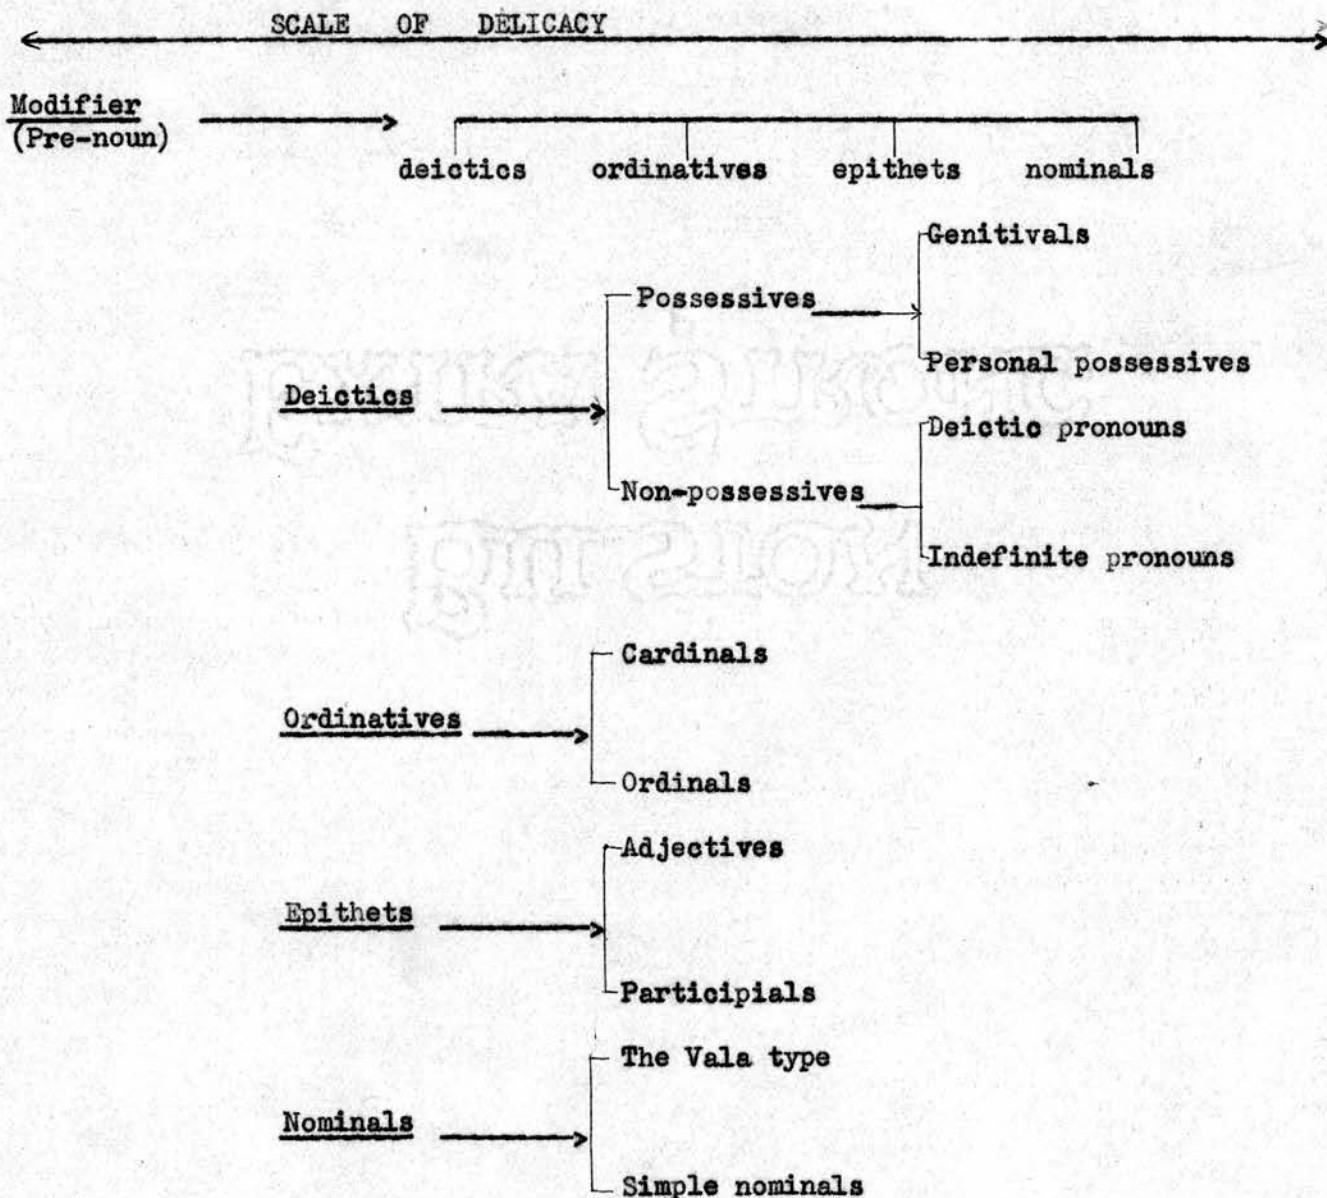 SCALE OF DELICACY
Modifier
(Pre-noun)
deictics ordinatives epithets nominals
Genitivals
Possessives
Personal possessives
Deictics
Deictic pronouns
Non-possessives
Indefinite pronouns
Cardinals
Ordinatives
Ordinals
Adjectives
Epithets
Participials
The Vala type
Nominals
Simple nominals